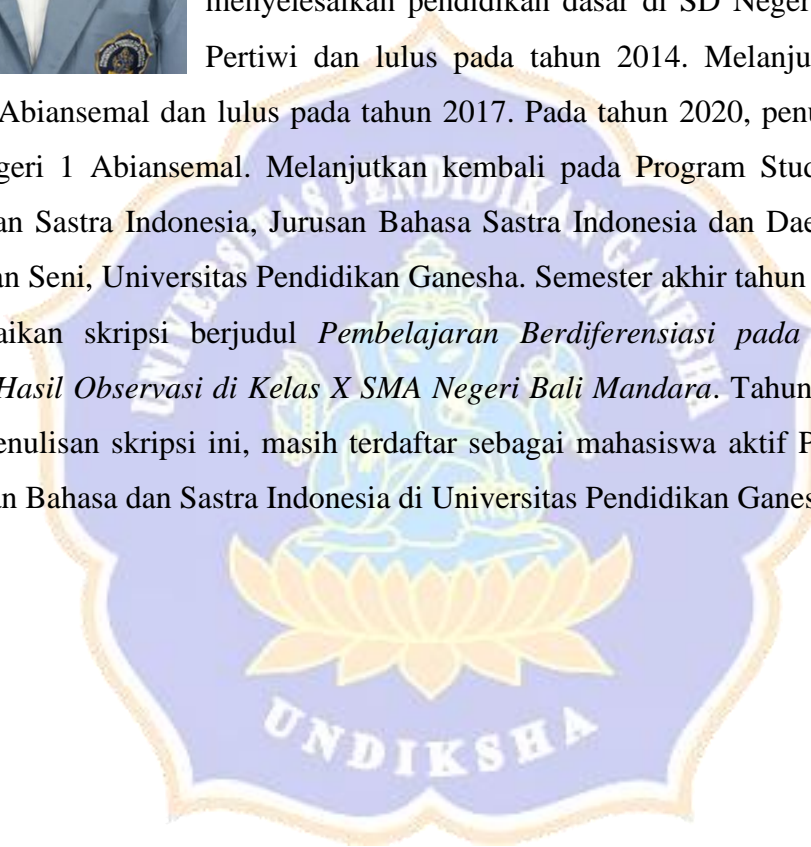 menyelesaikan pendidikan dasar di SD Negeri
Pertiwi dan lulus pada tahun 2014. Melanju
Abiansemal dan lulus pada tahun 2017. Pada tahun 2020, penu
geri 1 Abiansemal. Melanjutkan kembali pada Program Stud
an Sastra Indonesia, Jurusan Bahasa Sastra Indonesia dan Dae
an Seni, Universitas Pendidikan Ganesha. Semester akhir tahun
aikan skripsi berjudul Pembelajaran Berdiferensiasi pada
Hasil Observasi di Kelas X SMA Negeri Bali Mandara. Tahun
enulisan skripsi ini, masih terdaftar sebagai mahasiswa aktif P
an Bahasa dan Sastra Indonesia di Universitas Pendidikan Ganes
UNIVERSITAS PENDIDIKAN GANESHA
UNDIKSHA